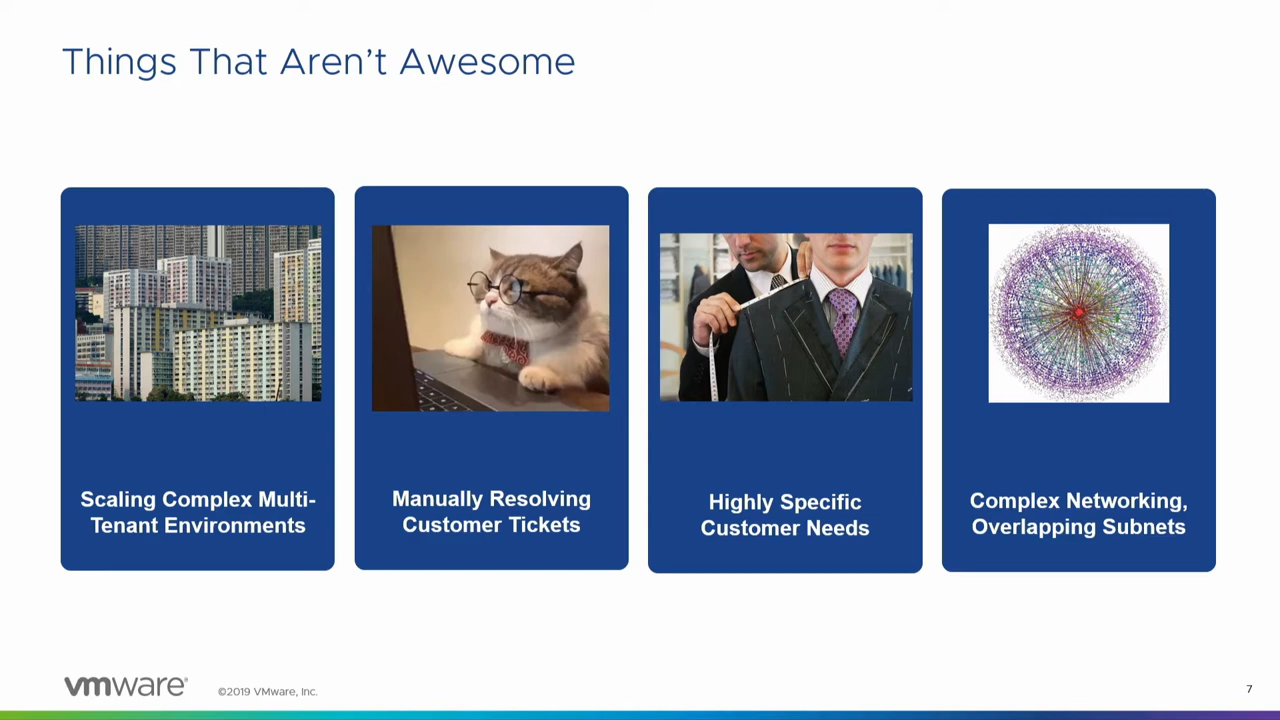 Things That Aren’t Awesome
Scaling Complex Multi-
Tenant Environments
Manually Resolving
Customer Tickets
Highly Specific
Customer Needs
Complex Networking,
Overlapping Subnets
vmware®
©2019 VMware, Inc.
7